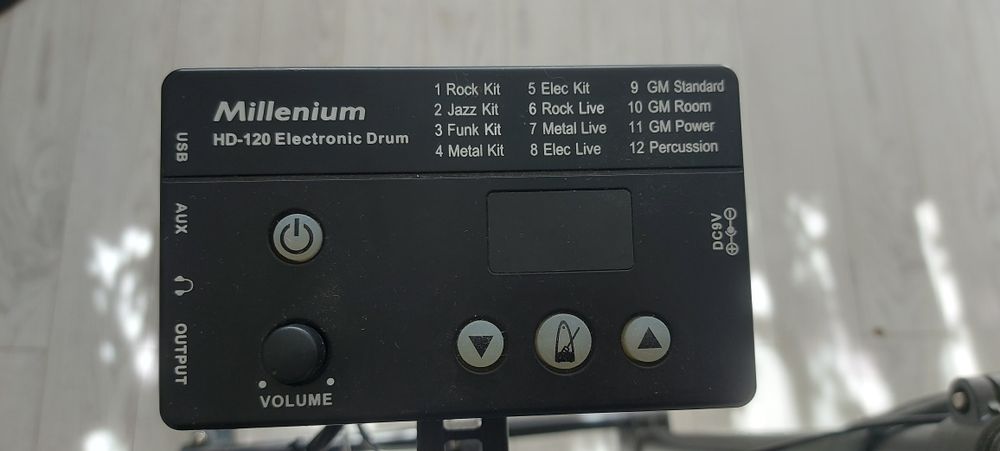 Millenium
HD-120 Electronic Drum
1 Rock Kit
2 Jazz Kit
3 Funk Kit
4 Metal Kit
5 Elec Kit
6 Rock Live
7 Metal Live
8 Elec Live
9 GM Standard
10 GM Room
11 GM Power
12 Percussion
USB
AUX
OUTPUT
VOLUME
DC9V